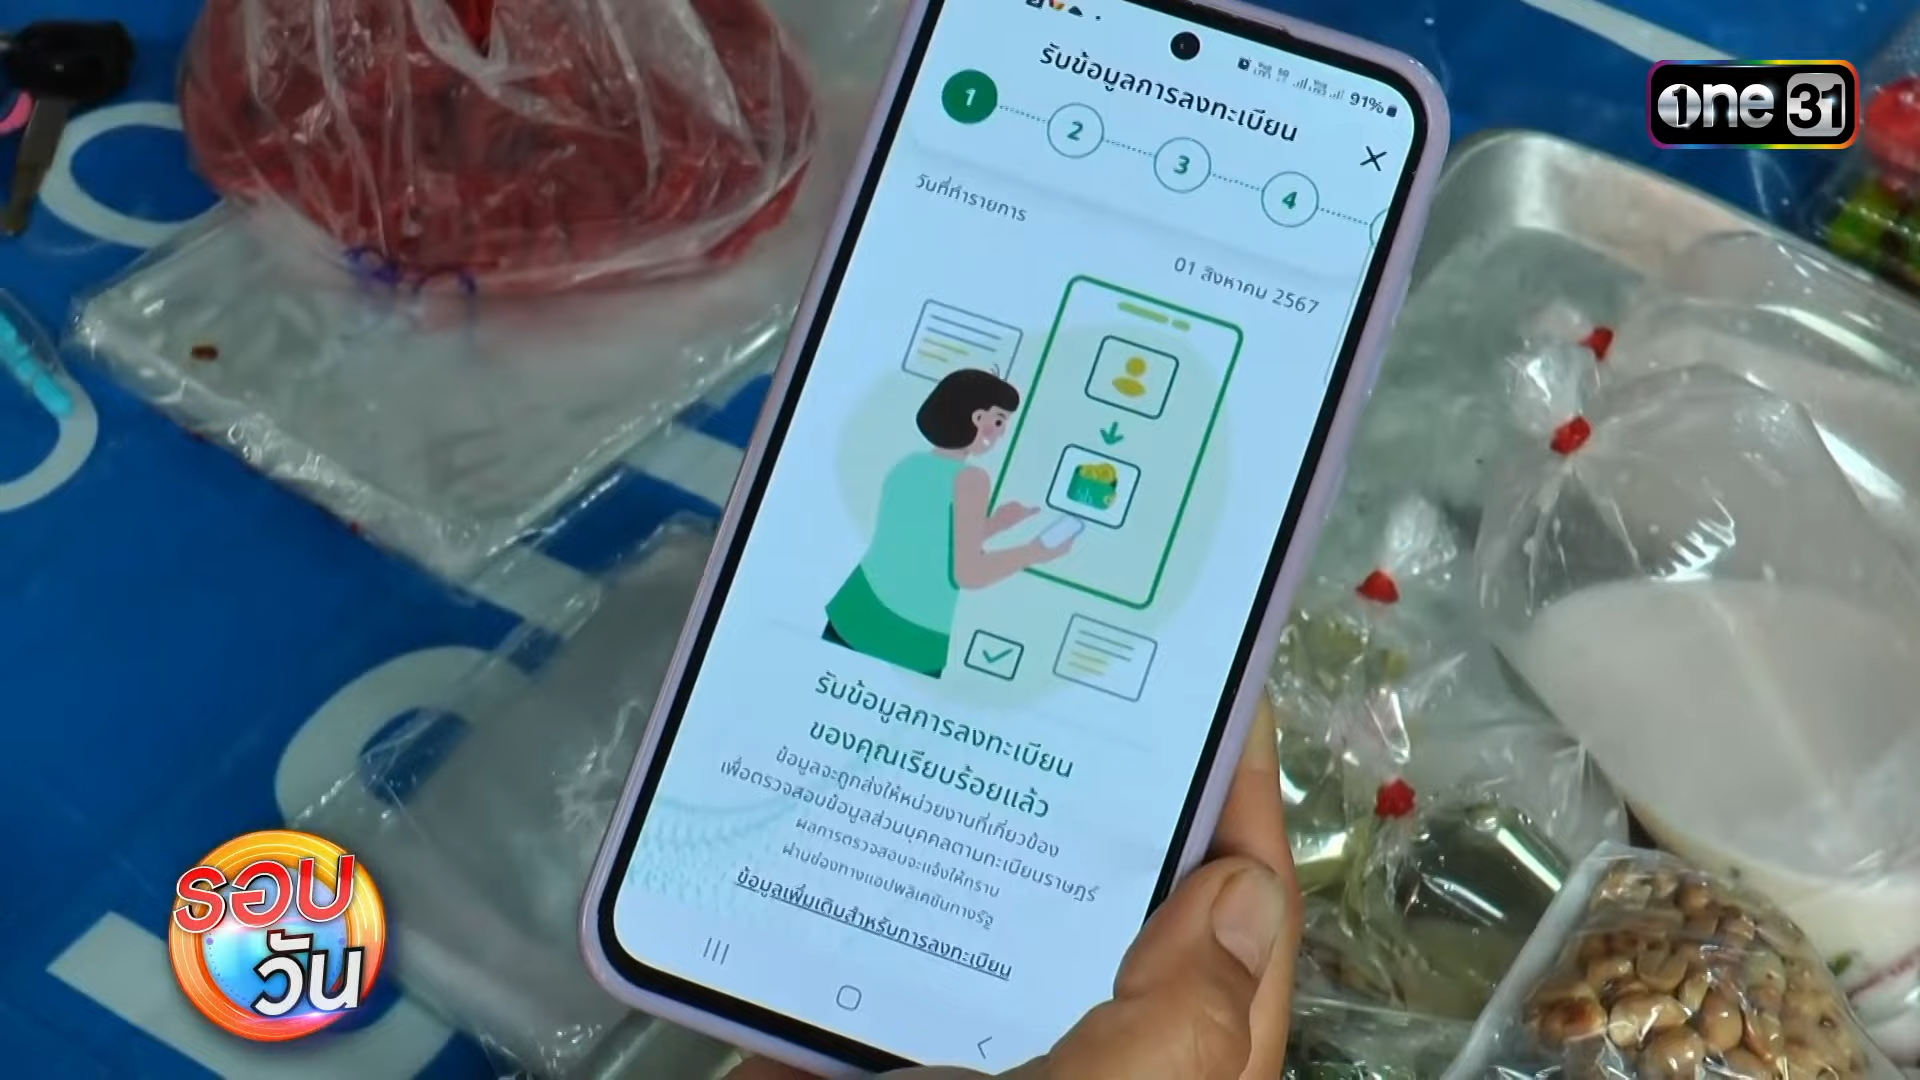 one 31
91%
รับข้อมูลการลงทะเบียน
1
2
3
4
วันที่ทำรายการ
01 สิงหาคม 2567
รับข้อมูลการลงทะเบียน
ของคุณเรียบร้อยแล้ว
ข้อมูลจะถูกส่งให้หน่วยงานที่เกี่ยวข้อง
เพื่อตรวจสอบข้อมูลส่วนบุคคลตามทะเบียนราษฎร์
ผลการตรวจสอบจะแจ้งให้ทราบ
ผ่านช่องทางแอปพลิเคชันทางรัฐ
ข้อมูลเพิ่มเติมสำหรับการลงทะเบียน
รอบ
วัน